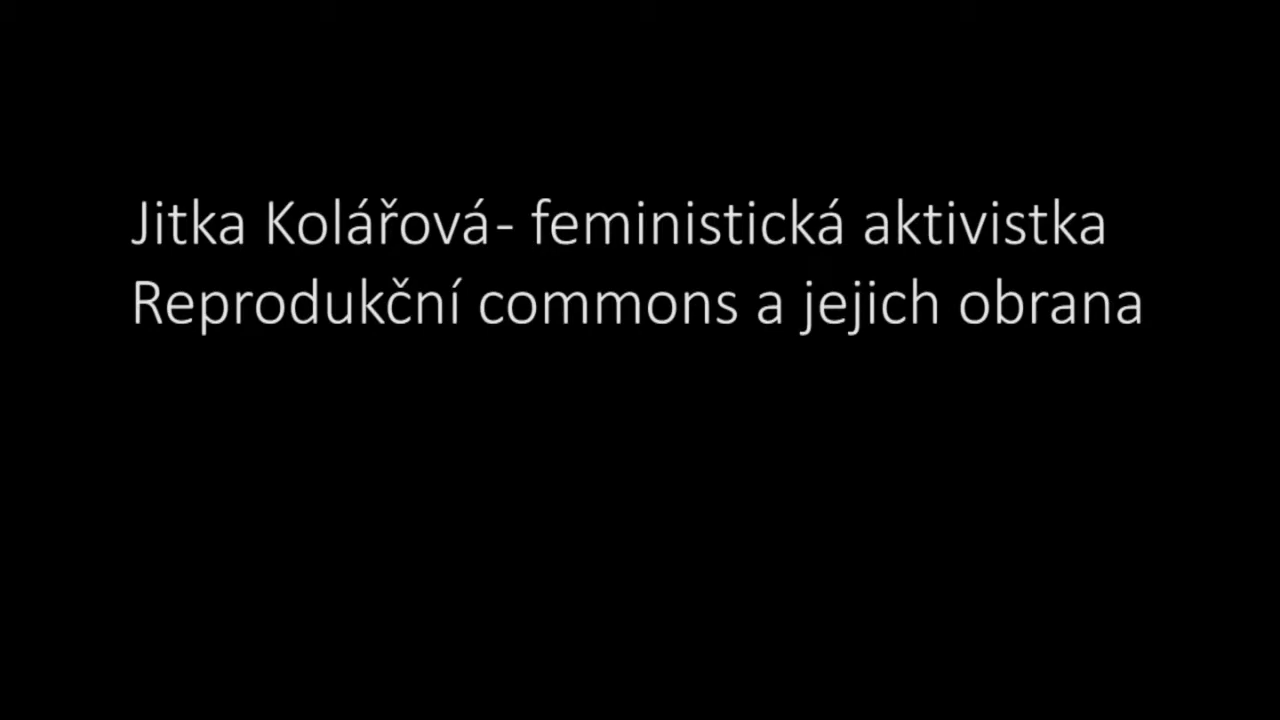 Jitka Kolářová- feministická aktivistka
Reprodukční commons a jejich obrana